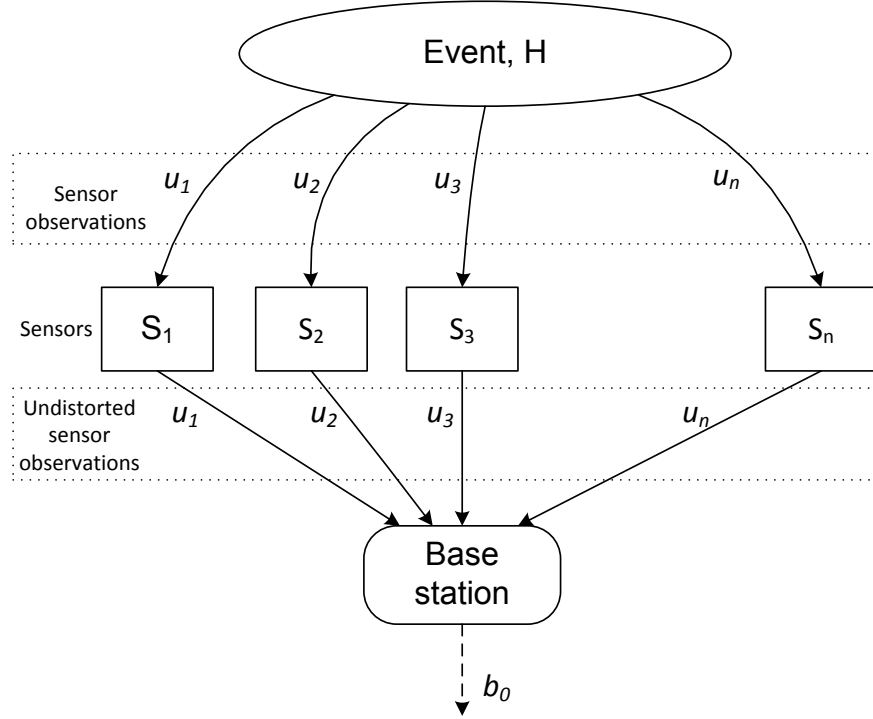 Event, H
u1 u2 u3 un
Sensor
observations
Sensors
S1 S2 S3 Sn
Undistorted
sensor
observations
u1 u2 u3 un
Base
station
b0